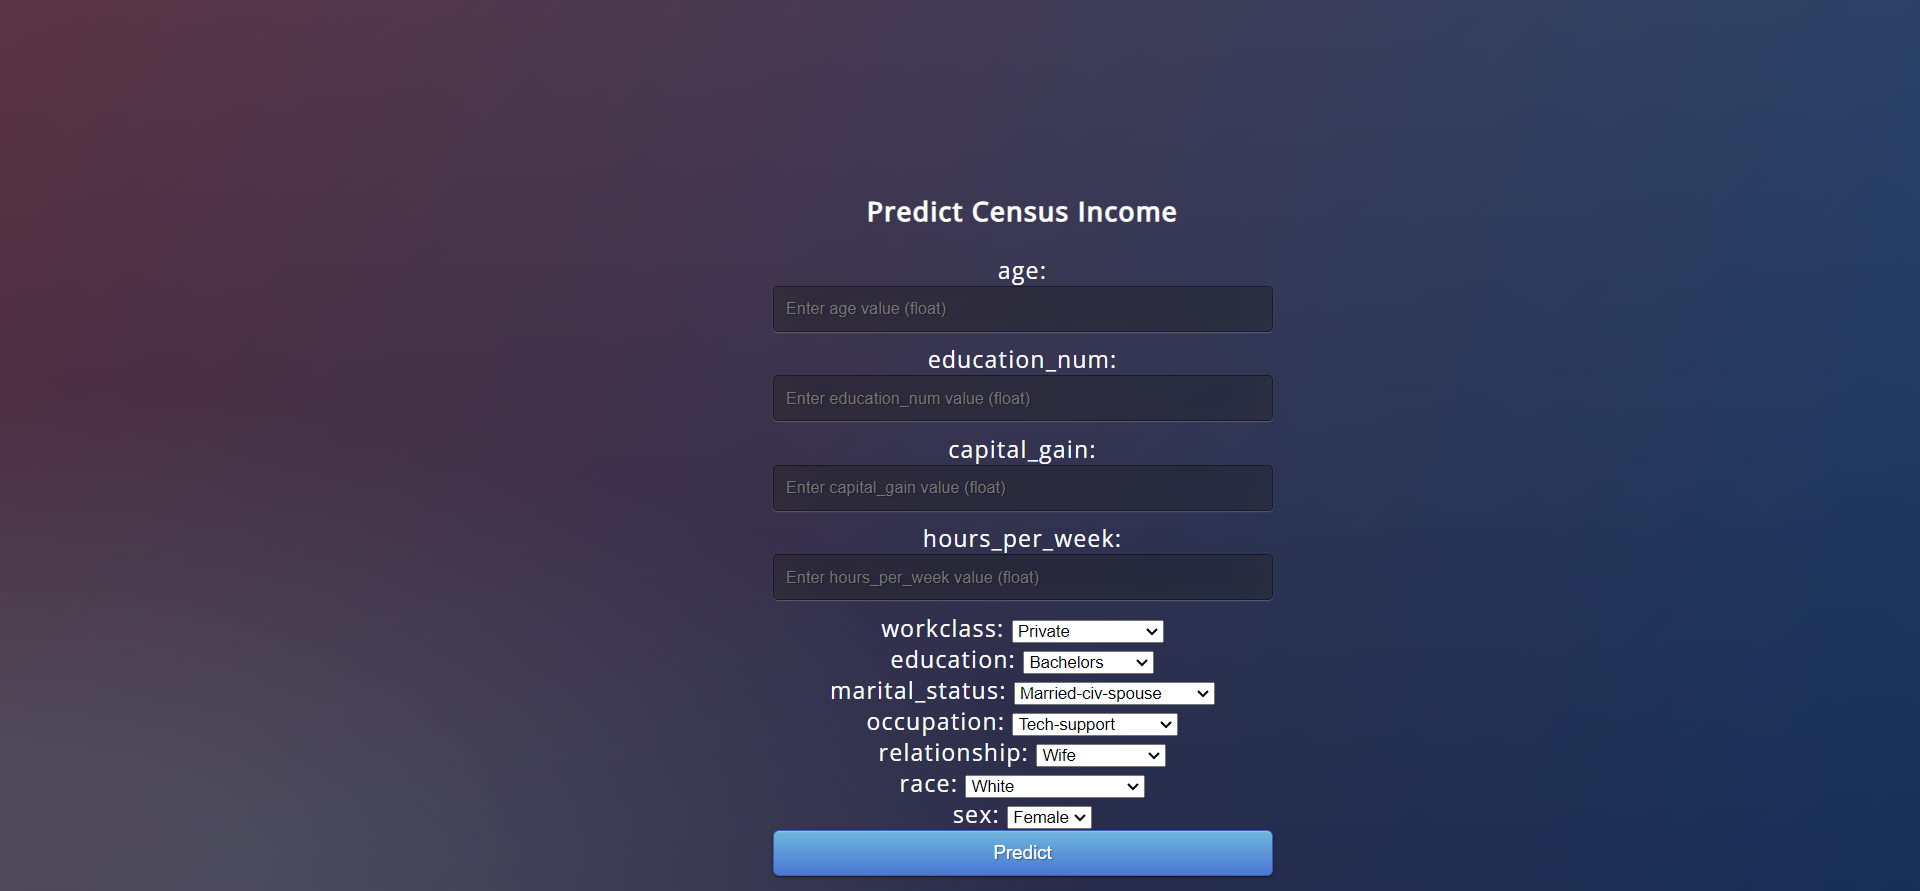 Predict Census Income
age:
Enter age value (float)
education_num:
Enter education_num value (float)
capital_gain:
Enter capital_gain value (float)
hours_per_week:
Enter hours_per_week value (float)
workclass: Private
education: Bachelors
marital_status: Married-civ-spouse
occupation: Tech-support
relationship: Wife
race: White
sex: Female
Predict